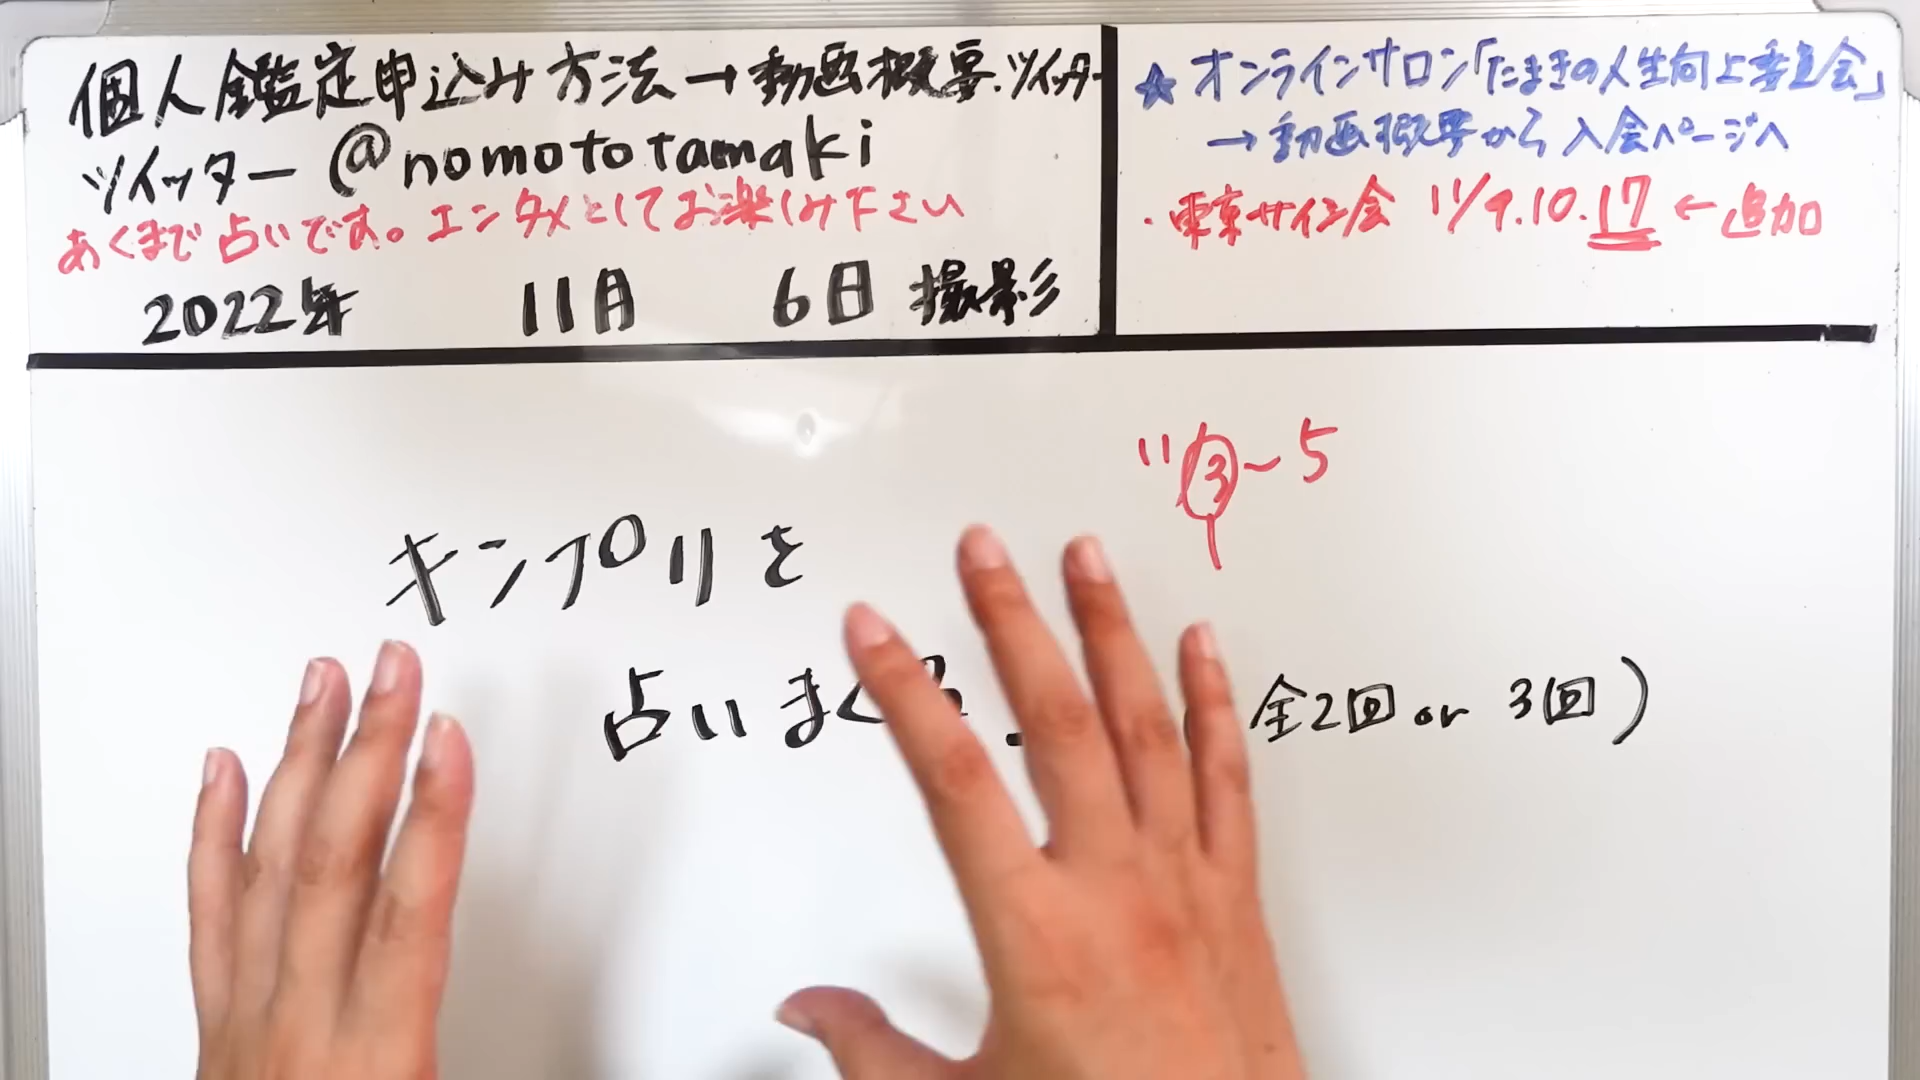 個人鑑定申込み方法→動画概要.ツイッター
ツイッター @nomototamaki
あくまで占いです。エンタメとしてお楽しみ下さい
2022年 11月 6日 撮影
☆ オンラインサロン「たまきの人生向上委員会」
→動画概要から入会ページへ
・東京サイン会 11/9.10.17 ← 追加
11 ③~5
キンプリを
占いまくる
全2回 or 3回)